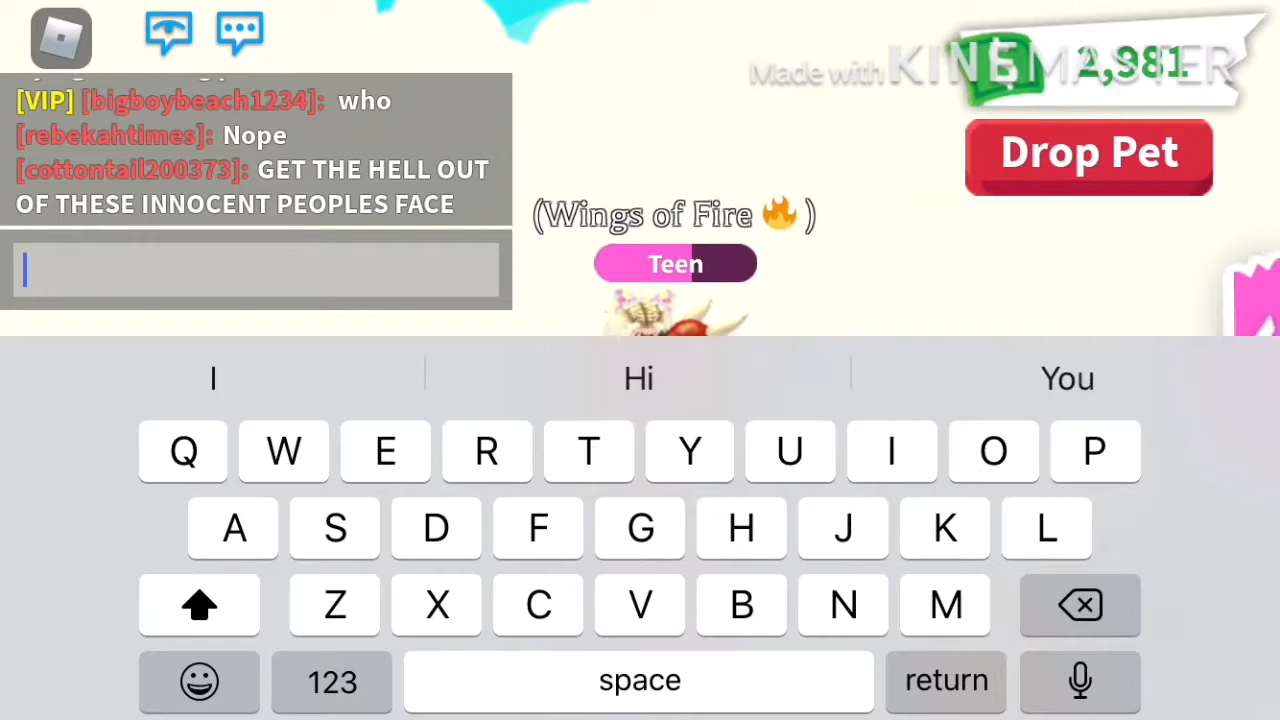 Made with KINEMASTER
2,981
[VIP] [bigboybeach1234]: who
[rebekahtimes]: Nope
[cottontail200373]: GET THE HELL OUT
OF THESE INNOCENT PEOPLES FACE
Drop Pet
(Wings of Fire 🔥 )
Teen
I Hi You
Q W E R T Y U I O P
A S D F G H J K L
Z X C V B N M
123 space return